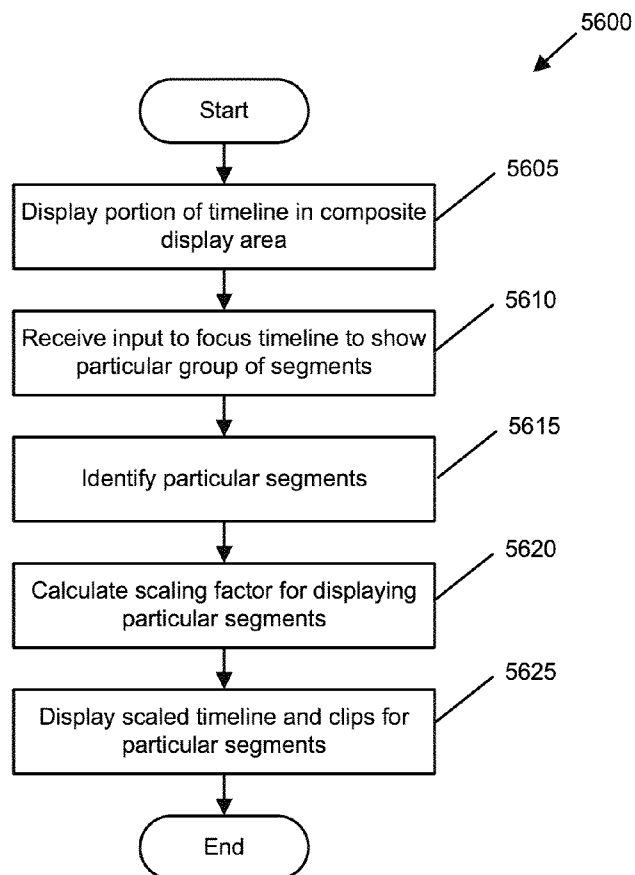 5600
Start
5605
Display portion of timeline in composite
display area
5610
Receive input to focus timeline to show
particular group of segments
5615
Identify particular segments
5620
Calculate scaling factor for displaying
particular segments
5625
Display scaled timeline and clips for
particular segments
End